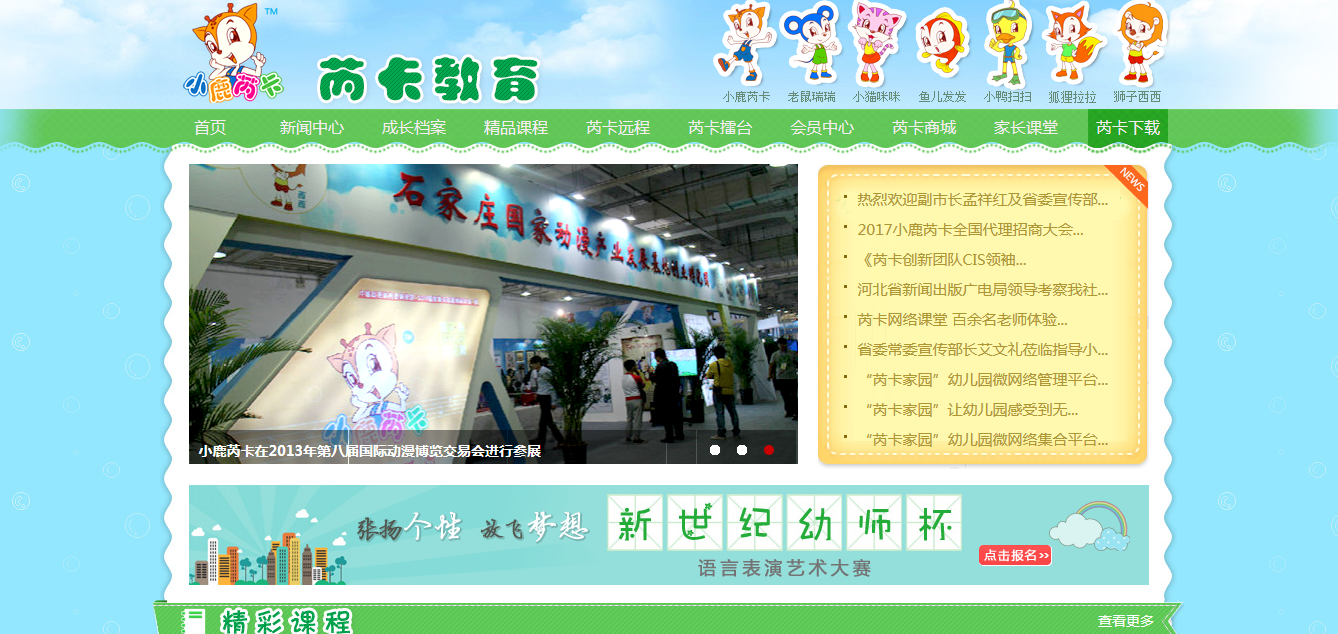 TM
小鹿芮卡
芮卡教育
小鹿芮卡 老鼠瑞瑞 小猫咪咪 鱼儿发发 小鸭扫扫 狐狸拉拉 狮子西西
首页 新闻中心 成长档案 精品课程 芮卡远程 芮卡擂台 会员中心 芮卡商城 家长课堂 芮卡下载
西西
石家庄国家动漫产业发展基地
芮卡
小鹿芮卡在2013年第八届国际动漫博览交易会进行参展
NEWS
热烈欢迎副市长孟祥红及省委宣传部...
2017小鹿芮卡全国代理招商大会...
《芮卡创新团队CIS领袖...
河北省新闻出版广电局领导考察我社...
芮卡网络课堂 百余名老师体验...
省委常委宣传部长艾文礼莅临指导小...
“芮卡家园”幼儿园微网络管理平台...
“芮卡家园”让幼儿园感受到无...
“芮卡家园”幼儿园微网络集合平台...
张扬个性 放飞梦想
新世纪幼师杯
语言表演艺术大赛
点击报名››
精彩课程
查看更多